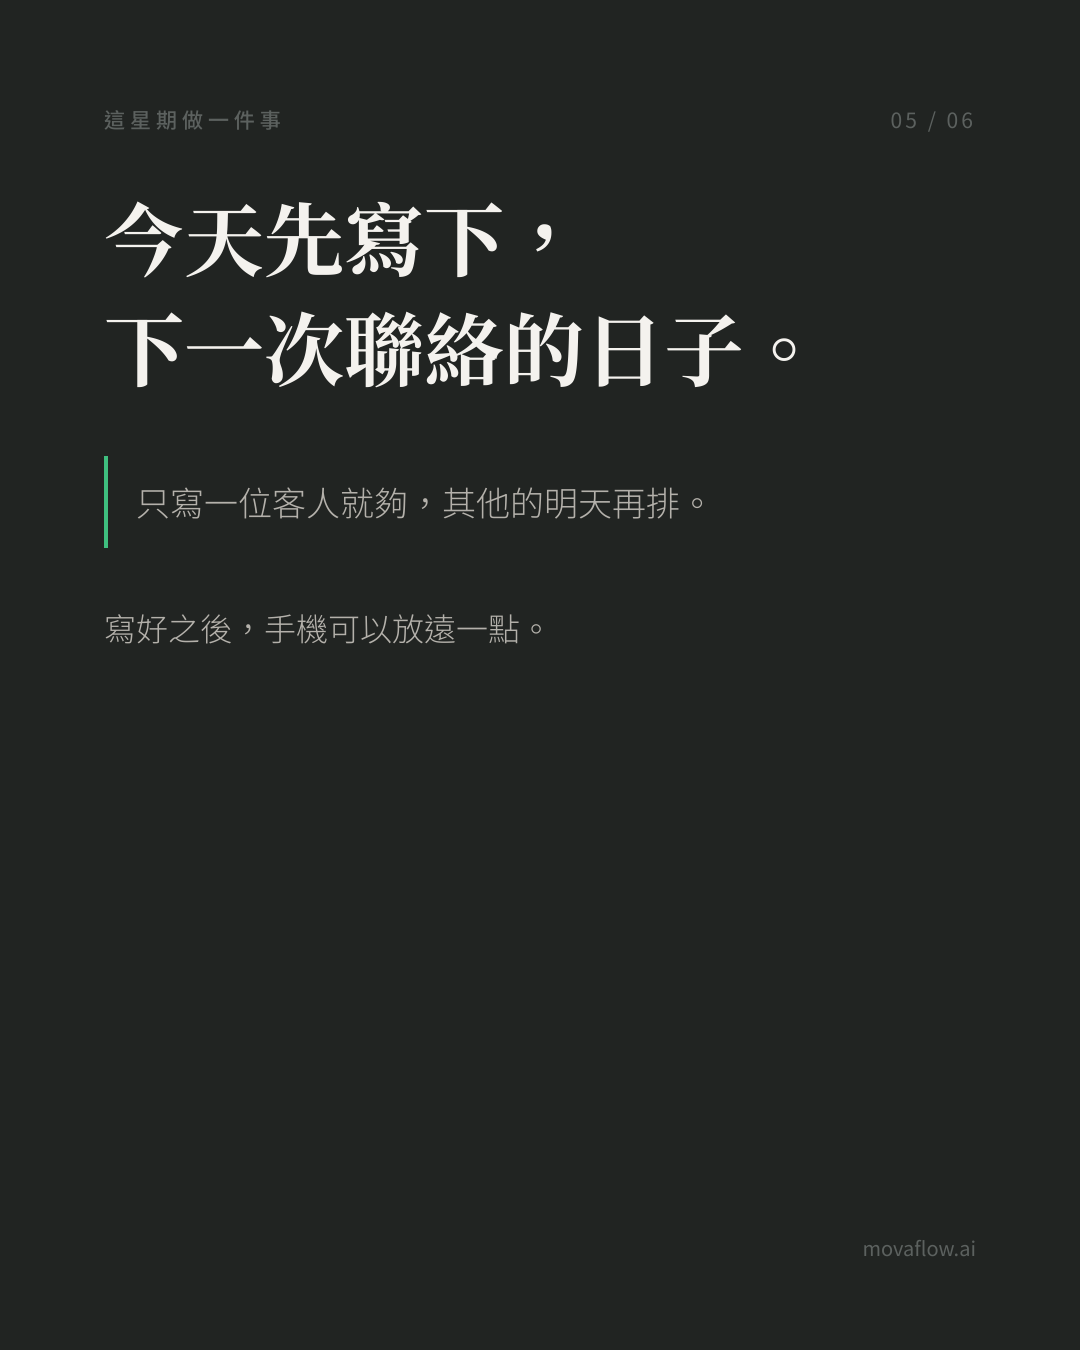 這星期做一件事
05 / 06
今天先寫下，
下一次聯絡的日子。
只寫一位客人就夠，其他的明天再排。
寫好之後，手機可以放遠一點。
movaflow.ai